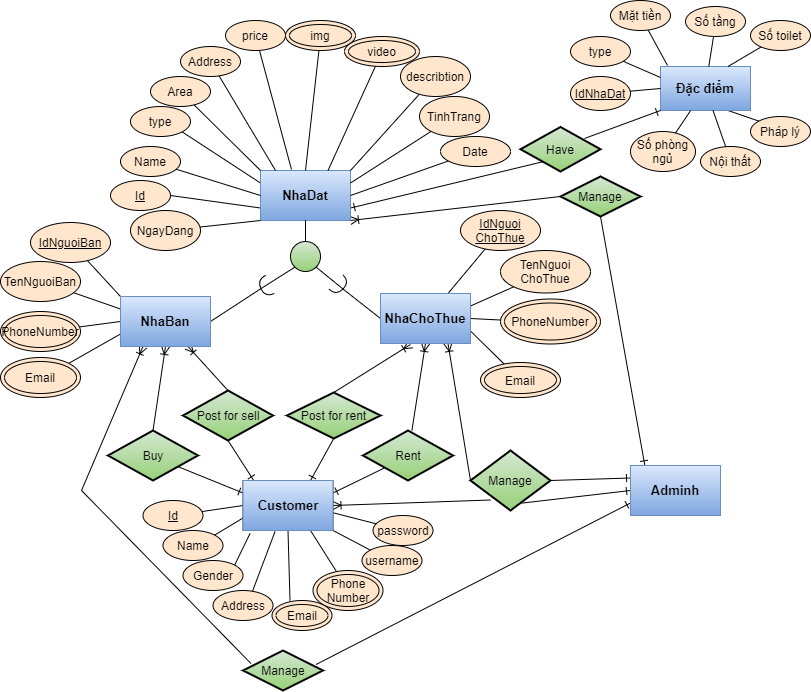 Mặt tiền
Số tầng
Số toilet
price
img
video
type
Address
describtion
IdNhaDat
Đặc điểm
Area
TinhTrang
type
Pháp lý
Have
Số phòng
ngủ
Nội thất
Name
Date
Id
NhaDat
Manage
NgayDang
IdNguoiBan
IdNguoi
ChoThue
TenNguoiBan
TenNguoi
ChoThue
PhoneNumber
NhaBan
NhaChoThue
PhoneNumber
Email
Email
Post for sell
Post for rent
Buy
Rent
Manage
Adminh
Customer
Id
password
Name
username
Gender
Phone
Number
Address
Email
Manage